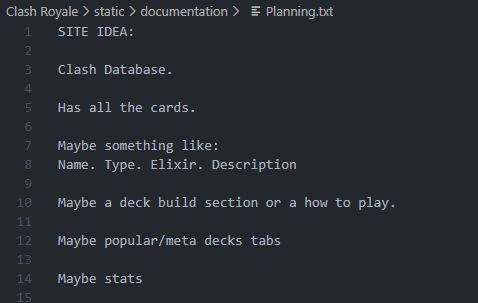 Clash Royale > static > documentation > Planning.txt
1 SITE IDEA:
2
3 Clash Database.
4
5 Has all the cards.
6
7 Maybe something like:
8 Name. Type. Elixir. Description
9
10 Maybe a deck build section or a how to play.
11
12 Maybe popular/meta decks tabs
13
14 Maybe stats
15